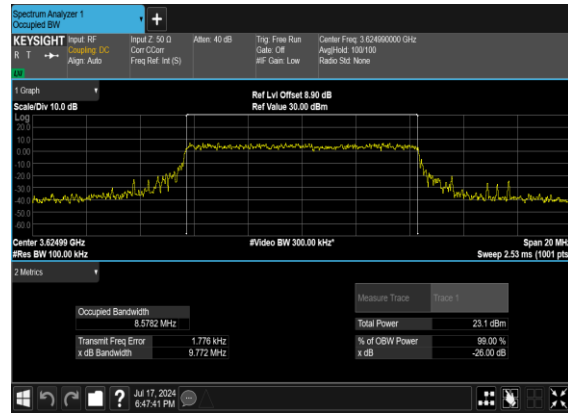 Spectrum Analyzer 1
Occupied BW
+
KEYSIGHT Input: RF Input Z: 50 Ω Atten: 40 dB Trig: Free Run Center Freq: 3.624990000 GHz
R T Coupling: DC Corr CCorr Gate: Off Avg|Hold: 100/100
Align: Auto Freq Ref: Int (S) #IF Gain: Low Radio Std: None
LXI
1 Graph
Ref Lvl Offset 8.90 dB
Scale/Div 10.0 dB Ref Value 30.00 dBm
Log
20.0
10.0
0.00
-10.0
-20.0
-30.0
-40.0
-50.0
-60.0
Center 3.62499 GHz #Video BW 300.00 kHz* Span 20 MHz
#Res BW 100.00 kHz Sweep 2.53 ms (1001 pts
2 Metrics
Measure Trace Trace 1
Occupied Bandwidth
8.5782 MHz Total Power 23.1 dBm
Transmit Freq Error 1.776 kHz % of OBW Power 99.00 %
x dB Bandwidth 9.772 MHz x dB -26.00 dB
?
Jul 17, 2024
6:47:41 PM